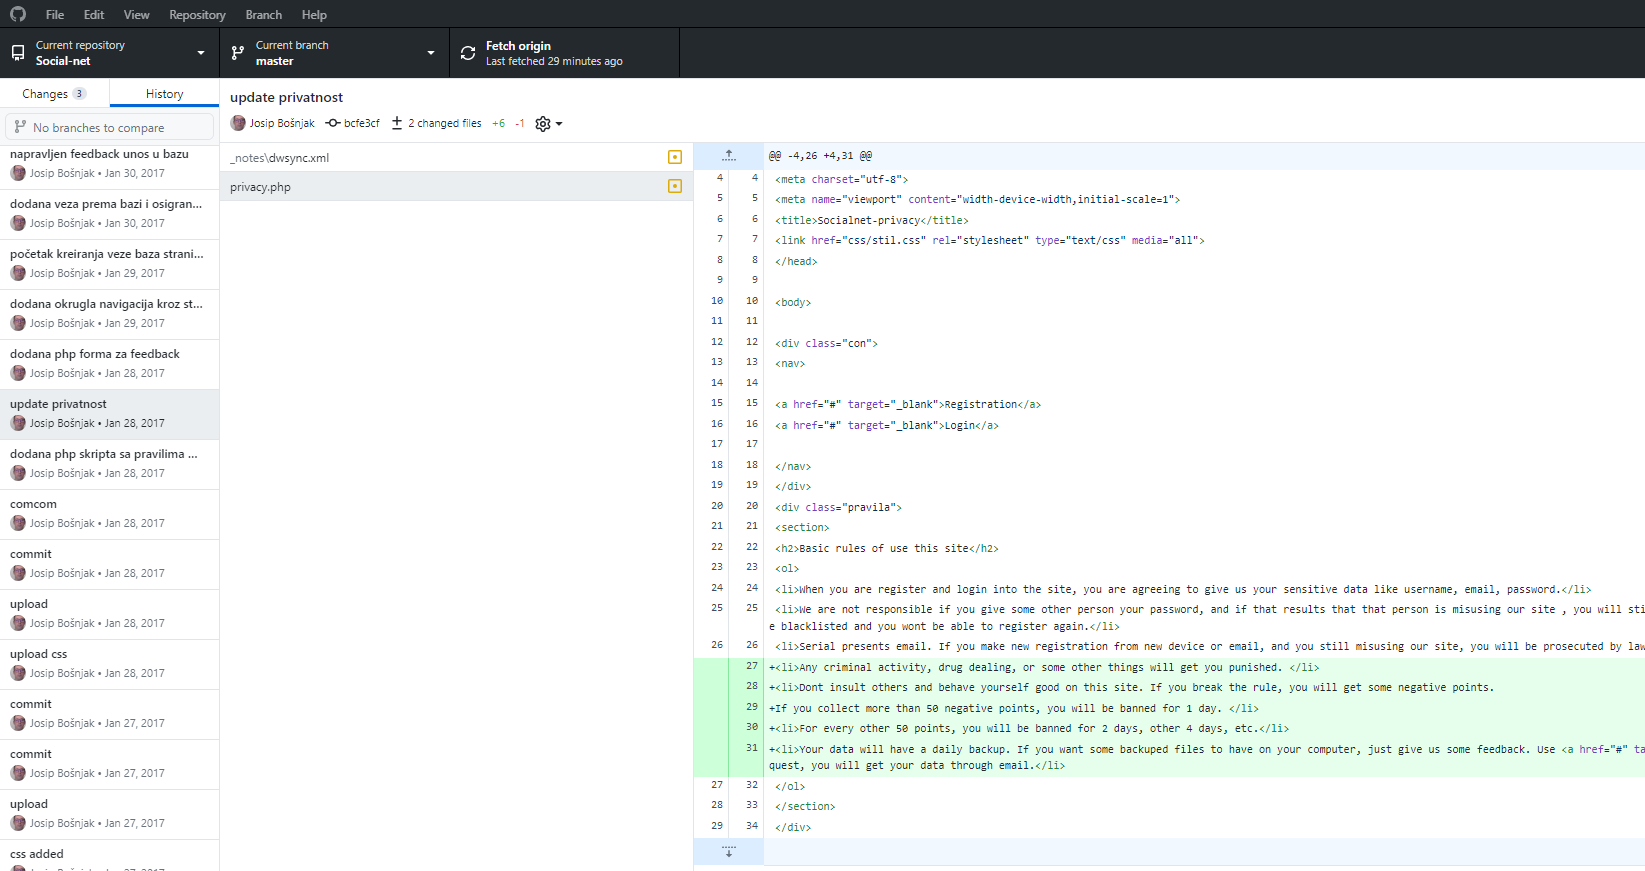 File Edit View Repository Branch Help
Current repository
Social-net
Current branch
master
Fetch origin
Last fetched 29 minutes ago
Changes 3
History
No branches to compare
napravljen feedback unos u bazu
Josip Bošnjak • Jan 30, 2017
dodana veza prema bazi i osigran...
Josip Bošnjak • Jan 30, 2017
početak kreiranja veze baza strani...
Josip Bošnjak • Jan 29, 2017
dodana okrugla navigacija kroz st...
Josip Bošnjak • Jan 29, 2017
dodana php forma za feedback
Josip Bošnjak • Jan 28, 2017
update privatnost
Josip Bošnjak • Jan 28, 2017
dodana php skripta sa pravilima ...
Josip Bošnjak • Jan 28, 2017
comcom
Josip Bošnjak • Jan 28, 2017
commit
Josip Bošnjak • Jan 28, 2017
upload
Josip Bošnjak • Jan 28, 2017
upload css
Josip Bošnjak • Jan 28, 2017
commit
Josip Bošnjak • Jan 27, 2017
commit
Josip Bošnjak • Jan 27, 2017
upload
Josip Bošnjak • Jan 27, 2017
css added
update privatnost
Josip Bošnjak bcfe3cf 2 changed files +6 -1
_notes\dwsync.xml
privacy.php
@@ -4,26 +4,31 @@
4 4 <meta charset="utf-8">
5 5 <meta name="viewport" content="width-device-width,initial-scale=1">
6 6 <title>Socialnet-privacy</title>
7 7 <link href="css/stil.css" rel="stylesheet" type="text/css" media="all">
8 8 </head>
9 9
10 10 <body>
11 11
12 12 <div class="con">
13 13 <nav>
14 14
15 15 <a href="#" target="_blank">Registration</a>
16 16 <a href="#" target="_blank">Login</a>
17 17
18 18 </nav>
19 19 </div>
20 20 <div class="pravila">
21 21 <section>
22 22 <h2>Basic rules of use this site</h2>
23 23 <ol>
24 24 <li>When you are register and login into the site, you are agreeing to give us your sensitive data like username, email, password.</li>
25 25 <li>We are not responsible if you give some other person your password, and if that results that that person is misusing our site , you will sti
e blacklisted and you wont be able to register again.</li>
26 26 <li>Serial presents email. If you make new registration from new device or email, and you still misusing our site, you will be prosecuted by law
27 +<li>Any criminal activity, drug dealing, or some other things will get you punished. </li>
28 +<li>Dont insult others and behave yourself good on this site. If you break the rule, you will get some negative points.
29 +If you collect more than 50 negative points, you will be banned for 1 day. </li>
30 +<li>For every other 50 points, you will be banned for 2 days, other 4 days, etc.</li>
31 +<li>Your data will have a daily backup. If you want some backuped files to have on your computer, just give us some feedback. Use <a href="#" ta
quest, you will get your data through email.</li>
27 32 </ol>
28 33 </section>
29 34 </div>